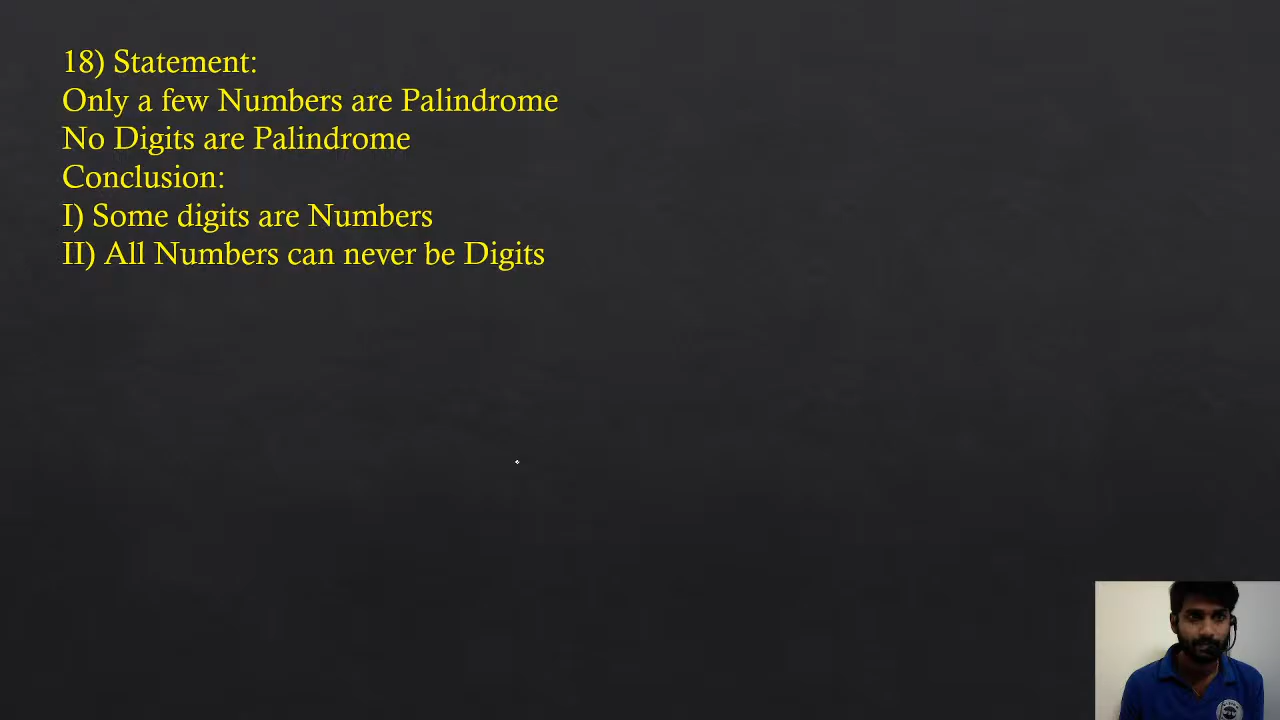 18) Statement:
Only a few Numbers are Palindrome
No Digits are Palindrome
Conclusion:
I) Some digits are Numbers
II) All Numbers can never be Digits